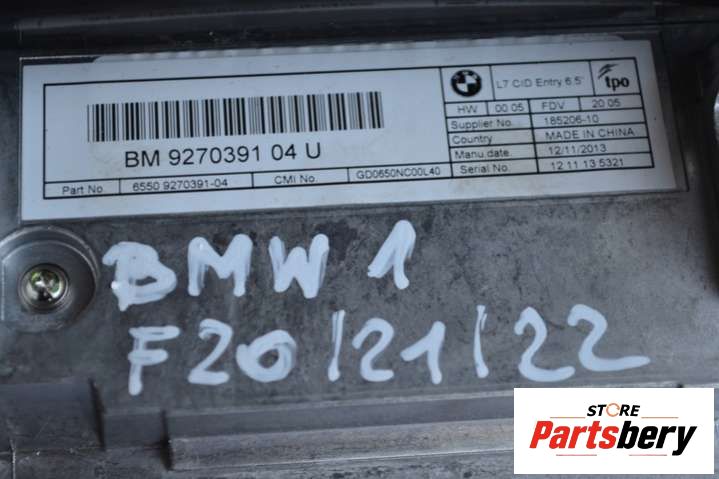 L7 CID Entry 6.5"
tpo
HW 00 05 FDV 20 05
Supplier No. 185206-10
Country MADE IN CHINA
Manu.date. 12/11/2013
Serial No. 12 11 13 5321
BM 9270391 04 U
Part No. 6550 9270391-04 CMI No. GD0650NC00L40
BMW 1
F20/21/22
STORE
Partsbery